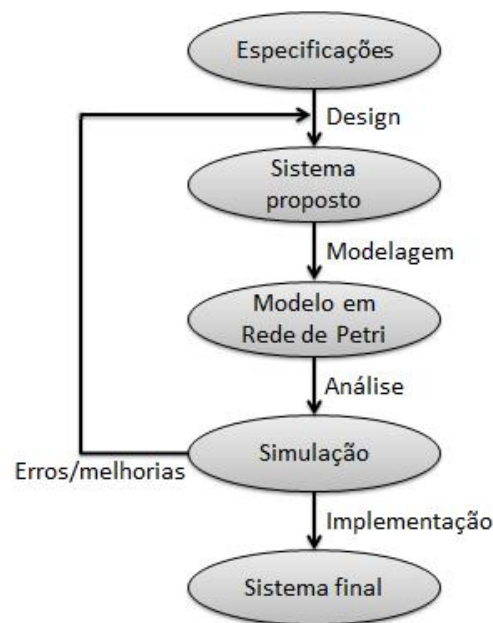 Especificações
Design
Sistema
proposto
Modelagem
Modelo em
Rede de Petri
Análise
Simulação
Erros/melhorias
Implementação
Sistema final